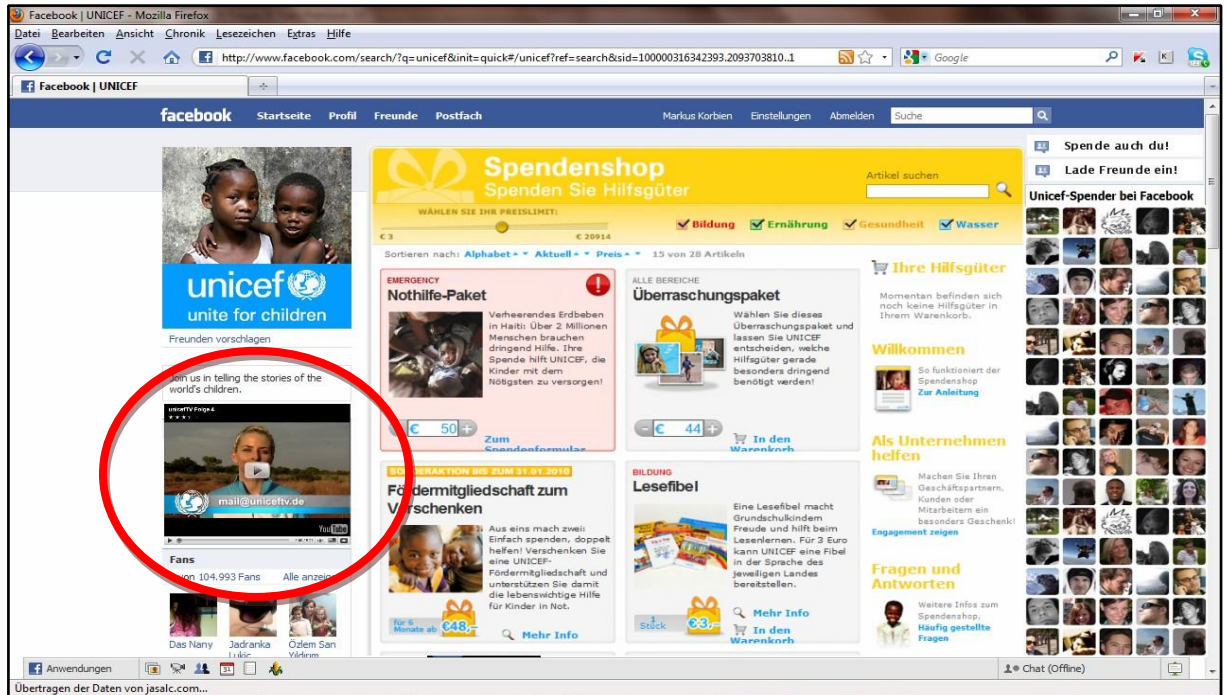 Facebook | UNICEF - Mozilla Firefox
Datei Bearbeiten Ansicht Chronik Lesezeichen Extras Hilfe
http://www.facebook.com/search/?q=unicef&init=quick#/unicef?ref=search&sid=100000316342393.2093703810..1
Google
Facebook | UNICEF
facebook Startseite Profil Freunde Postfach Markus Korbien Einstellungen Abmelden Suche
unicef
unite for children
Freunden vorschlagen
Join us in telling the stories of the
world's children.
unicefTV Folge 4
mail@uniceftv.de
YouTube
Fans
von 104.993 Fans Alle anzeigen
Das Nany
Jadranka
Lukic
Özlem San
Yildirim
Spendenshop
Spenden Sie Hilfsgüter
Artikel suchen
WÄHLEN SIE IHR PREISLIMIT:
€ 3 € 20914
Bildung Ernährung Gesundheit Wasser
Sortieren nach: Alphabet Aktuell Preis 15 von 28 Artikeln
EMERGENCY
Nothilfe-Paket
Verheerendes Erdbeben
in Haiti: Über 2 Millionen
Menschen brauchen
dringend Hilfe. Ihre
Spende hilft UNICEF, die
Kinder mit dem
Nötigsten zu versorgen!
- € 50 +
Zum
Spendenformular
ALLE BEREICHE
Überraschungspaket
Wählen Sie dieses
Überraschungspaket und
lassen Sie UNICEF
entscheiden, welche
Hilfsgüter gerade
besonders dringend
benötigt werden!
- € 44 +
In den
Warenkorb
SONDERAKTION BIS ZUM 31.01.2010
Fördermitgliedschaft zum
Verschenken
Aus eins mach zwei:
Einfach spenden, doppelt
helfen! Verschenken Sie
eine UNICEF-
Fördermitgliedschaft und
unterstützen Sie damit
die lebenswichtige Hilfe
für Kinder in Not.
für 6
Monate ab €48,–
Mehr Info
BILDUNG
Lesefibel
Eine Lesefibel macht
Grundschulkindern
Freude und hilft beim
Lesenlernen. Für 3 Euro
kann UNICEF eine Fibel
in der Sprache des
jeweiligen Landes
bereitstellen.
1
Stück €3,–
Mehr Info
In den
Warenkorb
Ihre Hilfsgüter
Momentan befinden sich
noch keine Hilfsgüter in
Ihrem Warenkorb.
Willkommen
So funktioniert der
Spendenshop
Zur Anleitung
Als Unternehmen
helfen
Machen Sie Ihren
Geschäftspartnern,
Kunden oder
Mitarbeitern ein
besonders Geschenk!
Engagement zeigen
Fragen und
Antworten
Weitere Infos zum
Spendenshop.
Häufig gestellte
Fragen
Spende auch du!
Lade Freunde ein!
Unicef-Spender bei Facebook
Anwendungen
31
Chat (Offline)
Übertragen der Daten von jasalc.com...